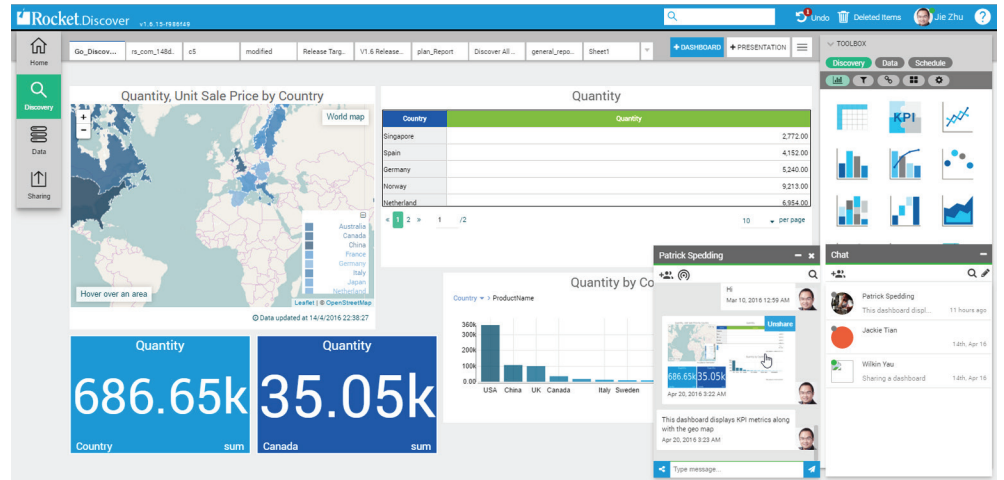 Rocket.Discover v1.6.15-f986f49
Undo
Deleted Items
Jie Zhu
?
Home
Discovery
Data
Sharing
Go_Discov...
rs_com_148d.
c5
modified
Release Targ..
V1.6 Release...
plan_Report
Discover All ...
general_repo...
Sheet1
+ DASHBOARD
+ PRESENTATION
TOOLBOX
Discovery
Data
Schedule
KPI
Quantity, Unit Sale Price by Country
+
-
World map
Australia
Canada
China
France
Germany
Italy
Japan
Netherland
Hover over an area
Leaflet | © OpenStreetMap
Data updated at 14/4/2016 22:38:27
Quantity
Country Quantity
Singapore 2,772.00
Spain 4,152.00
Germany 5,240.00
Norway 9,213.00
Netherland 6,954.00
« 1 2 » 1 /2
10 per page
Quantity
686.65k
Country sum
Quantity
35.05k
Canada sum
Quantity by Co
Country > ProductName
360k
300k
200k
100k
0.00
USA China UK Canada Italy Sweden
Patrick Spedding
Hi
Mar 10, 2016 12:59 AM
Unshare
686.65k 35.05k
Apr 20, 2016 3:22 AM
This dashboard displays KPI metrics along
with the geo map
Apr 20, 2016 3:23 AM
Type message...
Chat
Patrick Spedding
This dashboard displ... 11 hours ago
Jackie Tian
14th, Apr 16
Wilkin Yau
Sharing a dashboard 14th, Apr 16